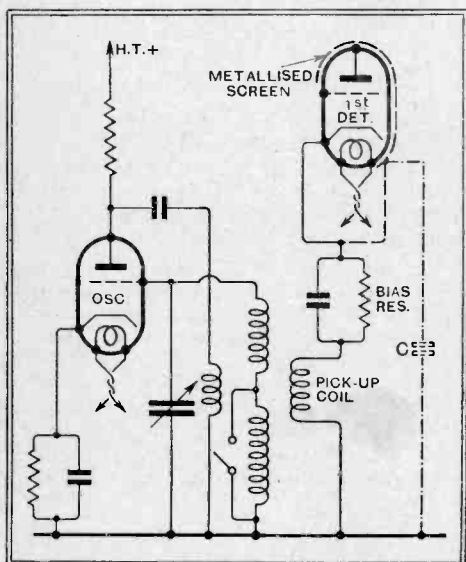 H.T.+
METALLISED
SCREEN
1st
DET.
OSC
BIAS
RES.
C
PICK-UP
COIL